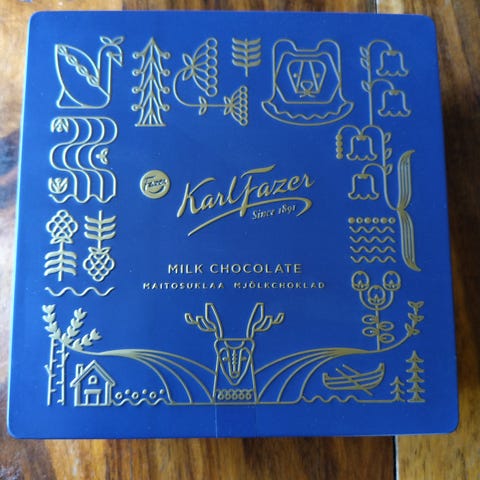 Fazer
Karl Fazer
Since 1891
MILK CHOCOLATE
MAITOSUKLAA MJÖLKCHOKLAD